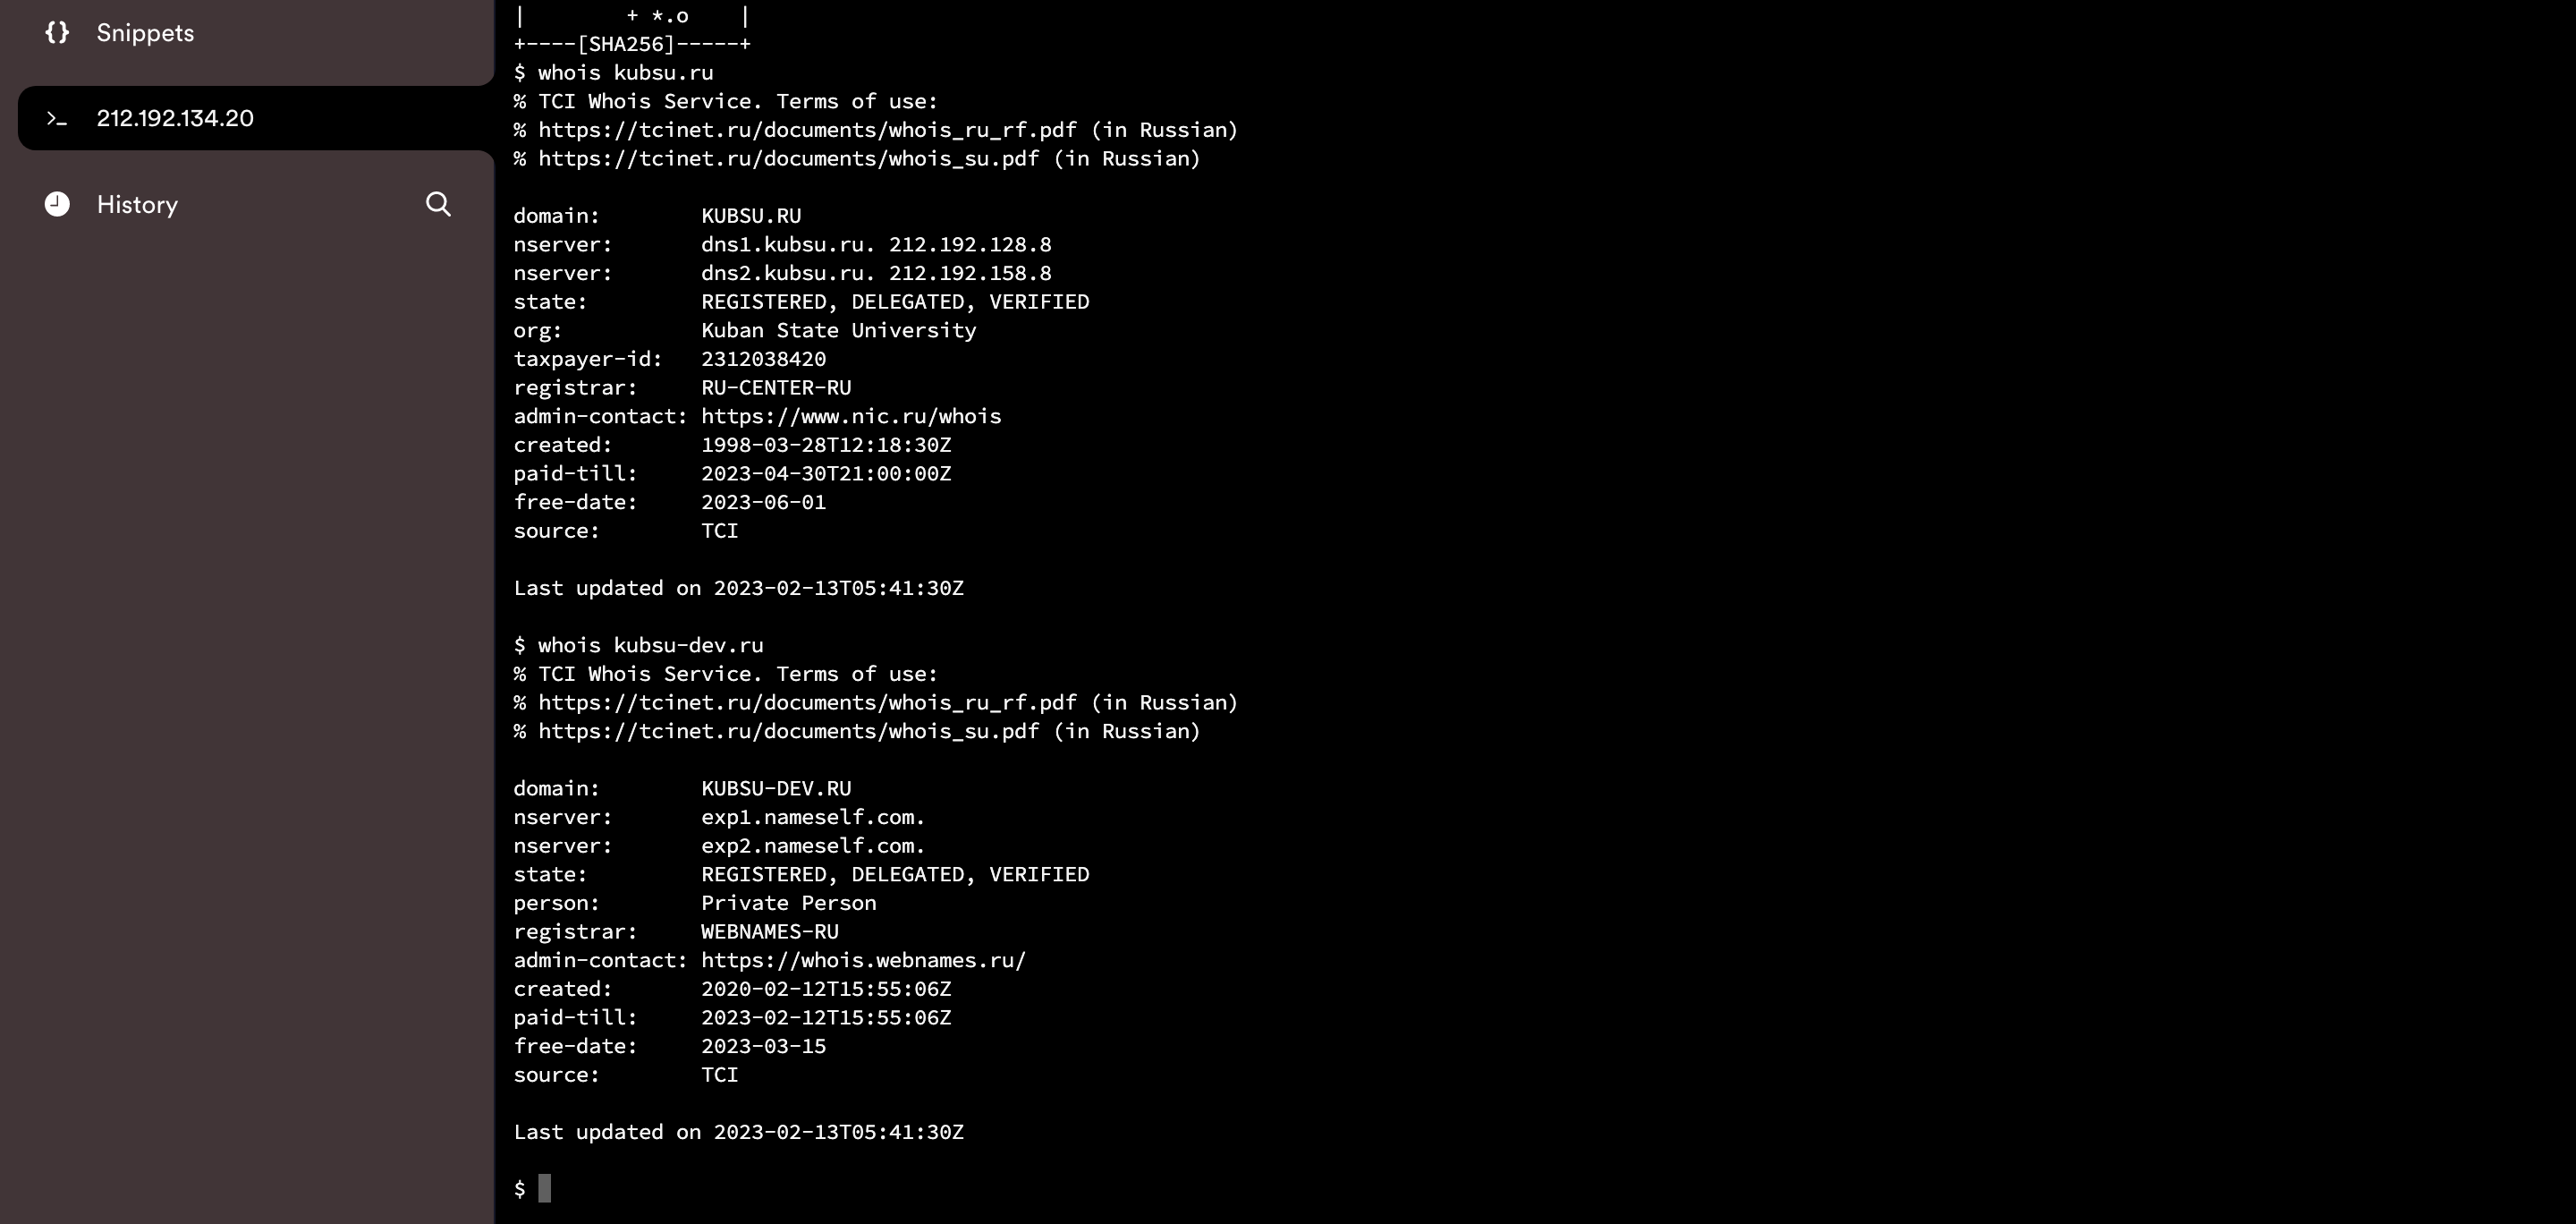 Snippets
212.192.134.20
History
|        + *.o    |
+----[SHA256]-----+
$ whois kubsu.ru
% TCI Whois Service. Terms of use:
% https://tcinet.ru/documents/whois_ru_rf.pdf (in Russian)
% https://tcinet.ru/documents/whois_su.pdf (in Russian)
domain:        KUBSU.RU
nserver:       dns1.kubsu.ru. 212.192.128.8
nserver:       dns2.kubsu.ru. 212.192.158.8
state:         REGISTERED, DELEGATED, VERIFIED
org:           Kuban State University
taxpayer-id:   2312038420
registrar:     RU-CENTER-RU
admin-contact: https://www.nic.ru/whois
created:       1998-03-28T12:18:30Z
paid-till:     2023-04-30T21:00:00Z
free-date:     2023-06-01
source:        TCI
Last updated on 2023-02-13T05:41:30Z
$ whois kubsu-dev.ru
% TCI Whois Service. Terms of use:
% https://tcinet.ru/documents/whois_ru_rf.pdf (in Russian)
% https://tcinet.ru/documents/whois_su.pdf (in Russian)
domain:        KUBSU-DEV.RU
nserver:       exp1.nameself.com.
nserver:       exp2.nameself.com.
state:         REGISTERED, DELEGATED, VERIFIED
person:        Private Person
registrar:     WEBNAMES-RU
admin-contact: https://whois.webnames.ru/
created:       2020-02-12T15:55:06Z
paid-till:     2023-02-12T15:55:06Z
free-date:     2023-03-15
source:        TCI
Last updated on 2023-02-13T05:41:30Z
$